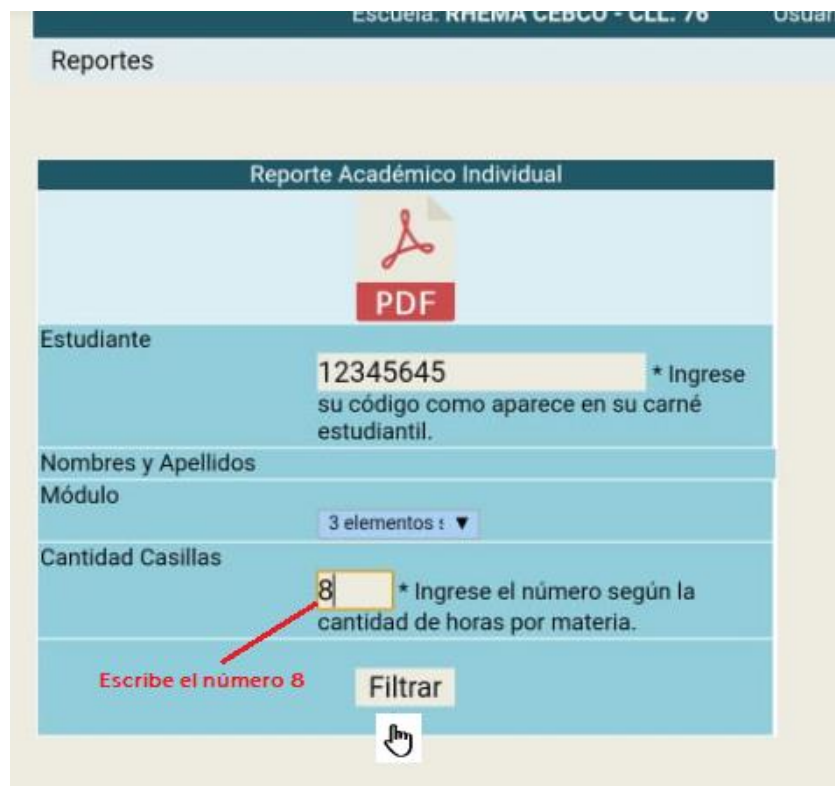 Escuela: RHEMA CEBCO - CLL. 76 Usuar
Reportes
Reporte Académico Individual
PDF
Estudiante
12345645 * Ingrese
su código como aparece en su carné
estudiantil.
Nombres y Apellidos
Módulo
3 elementos s ▼
Cantidad Casillas
8 * Ingrese el número según la
cantidad de horas por materia.
Escribe el número 8
Filtrar